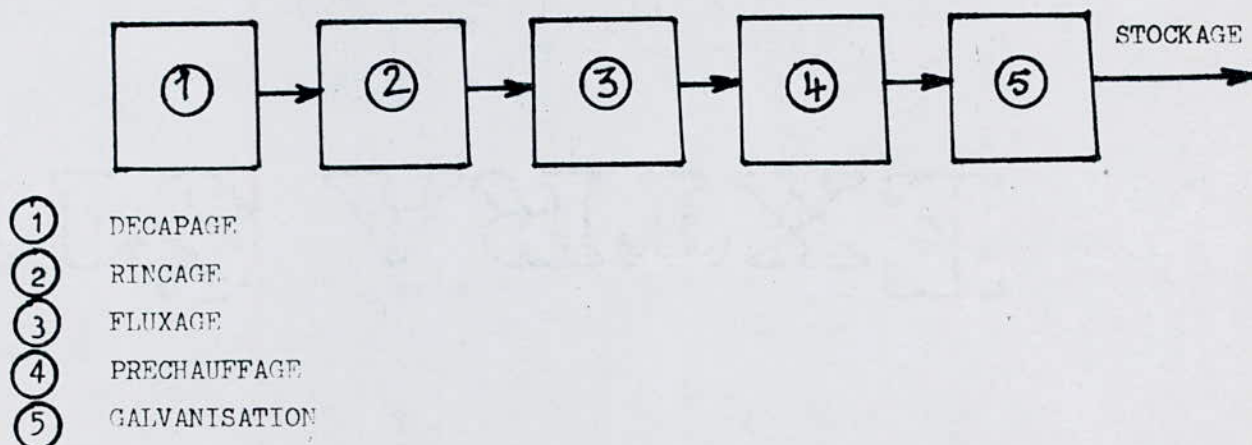 STOCKAGE
1 2 3 4 5
1 DECAPAGE
2 RINCAGE
3 FLUXAGE
4 PRECHAUFFAGE
5 GALVANISATION